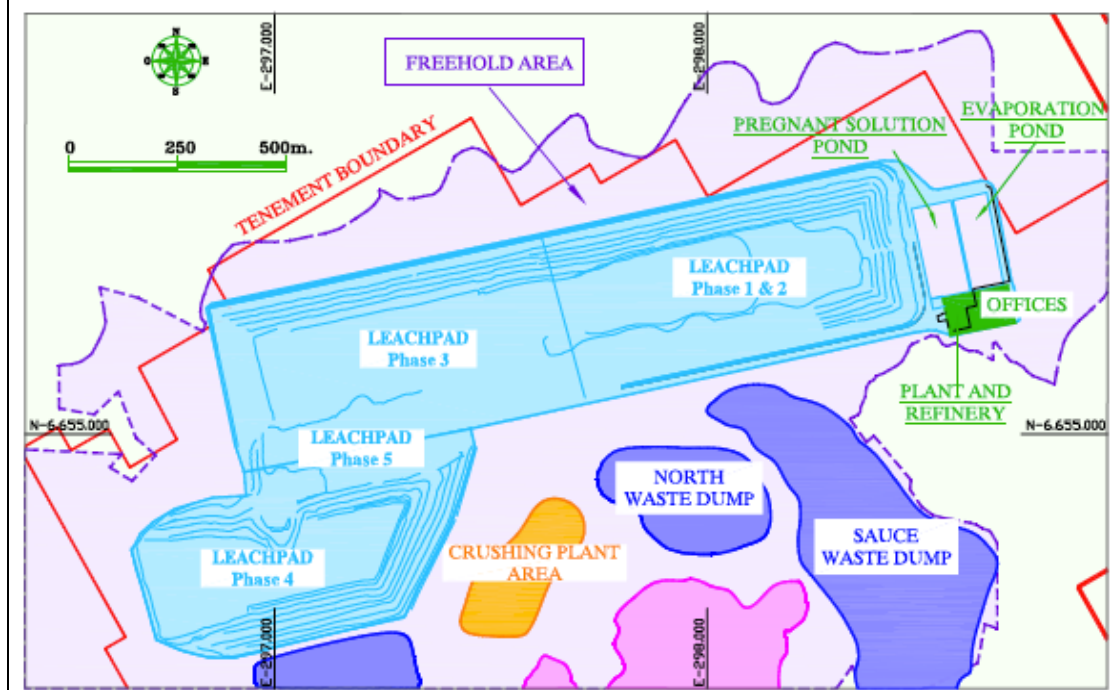 E-297.000
E-298.000
N
O
E
S
FREEHOLD AREA
0 250 500m.
TENEMENT BOUNDARY
PREGNANT SOLUTION
POND
EVAPORATION
POND
LEACHPAD
Phase 1 & 2
OFFICES
LEACHPAD
Phase 3
PLANT AND
REFINERY
N-6.655.000
N-6.655.000
LEACHPAD
Phase 5
NORTH
WASTE DUMP
SAUCE
WASTE DUMP
CRUSHING PLANT
AREA
LEACHPAD
Phase 4
E-297.000
E-298.000